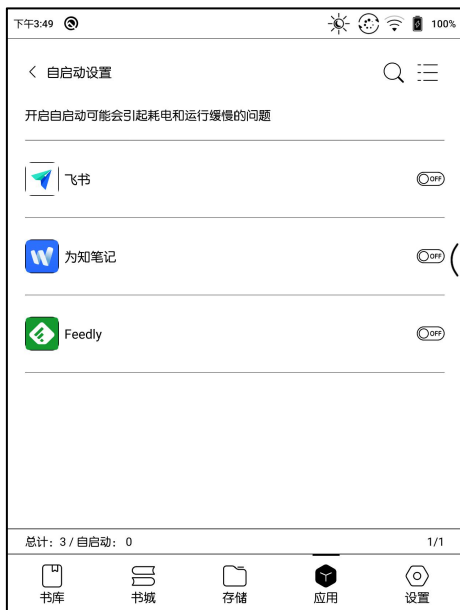 下午3:49 100%
自启动设置
开启自启动可能会引起耗电和运行缓慢的问题
飞书 OFF
为知笔记 OFF
Feedly OFF
总计：3 / 自启动：0 1/1
书库 书城 存储 应用 设置